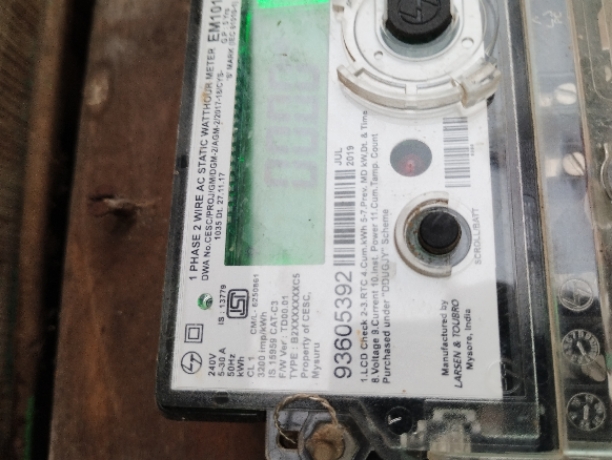 1 PHASE 2 WIRE AC STATIC WATTHOUR METER EM101
DWA No.CESC/PROJ/GM/DGM-2/AGM-2/2017-18/CYS-
1035 Dt. 27.11.17
IS : 13779
CM/L- 6250861
240V
5-30 A
50Hz
kWh
CL 1
3200 imp/kWh
IS 15959 CAT-C3
F/W Ver : TD00.01
Property of CESC,
Mysuru
93605392
JUL
2019
1.LCD Check 2-3.RTC 4.Cum.kWh 5-7.Prev. MD kW,Dt. & Time
8.Voltage 9.Current 10.Inst. Power 11.Cum.Tamp. Count
Purchased under "DDUGJY" Scheme
SCROLL/BATT
Manufactured by
LARSEN & TOUBRO
Mysore, India